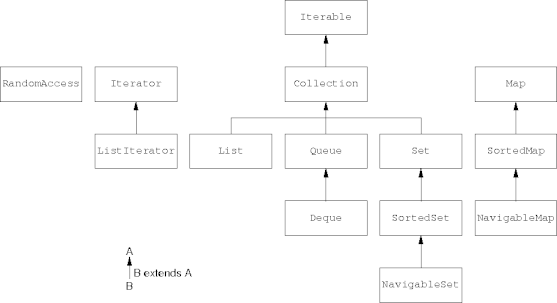 Iterable
RandomAccess Iterator Collection Map
ListIterator List Queue Set SortedMap
Deque SortedSet NavigableMap
A
B extends A
B
NavigableSet